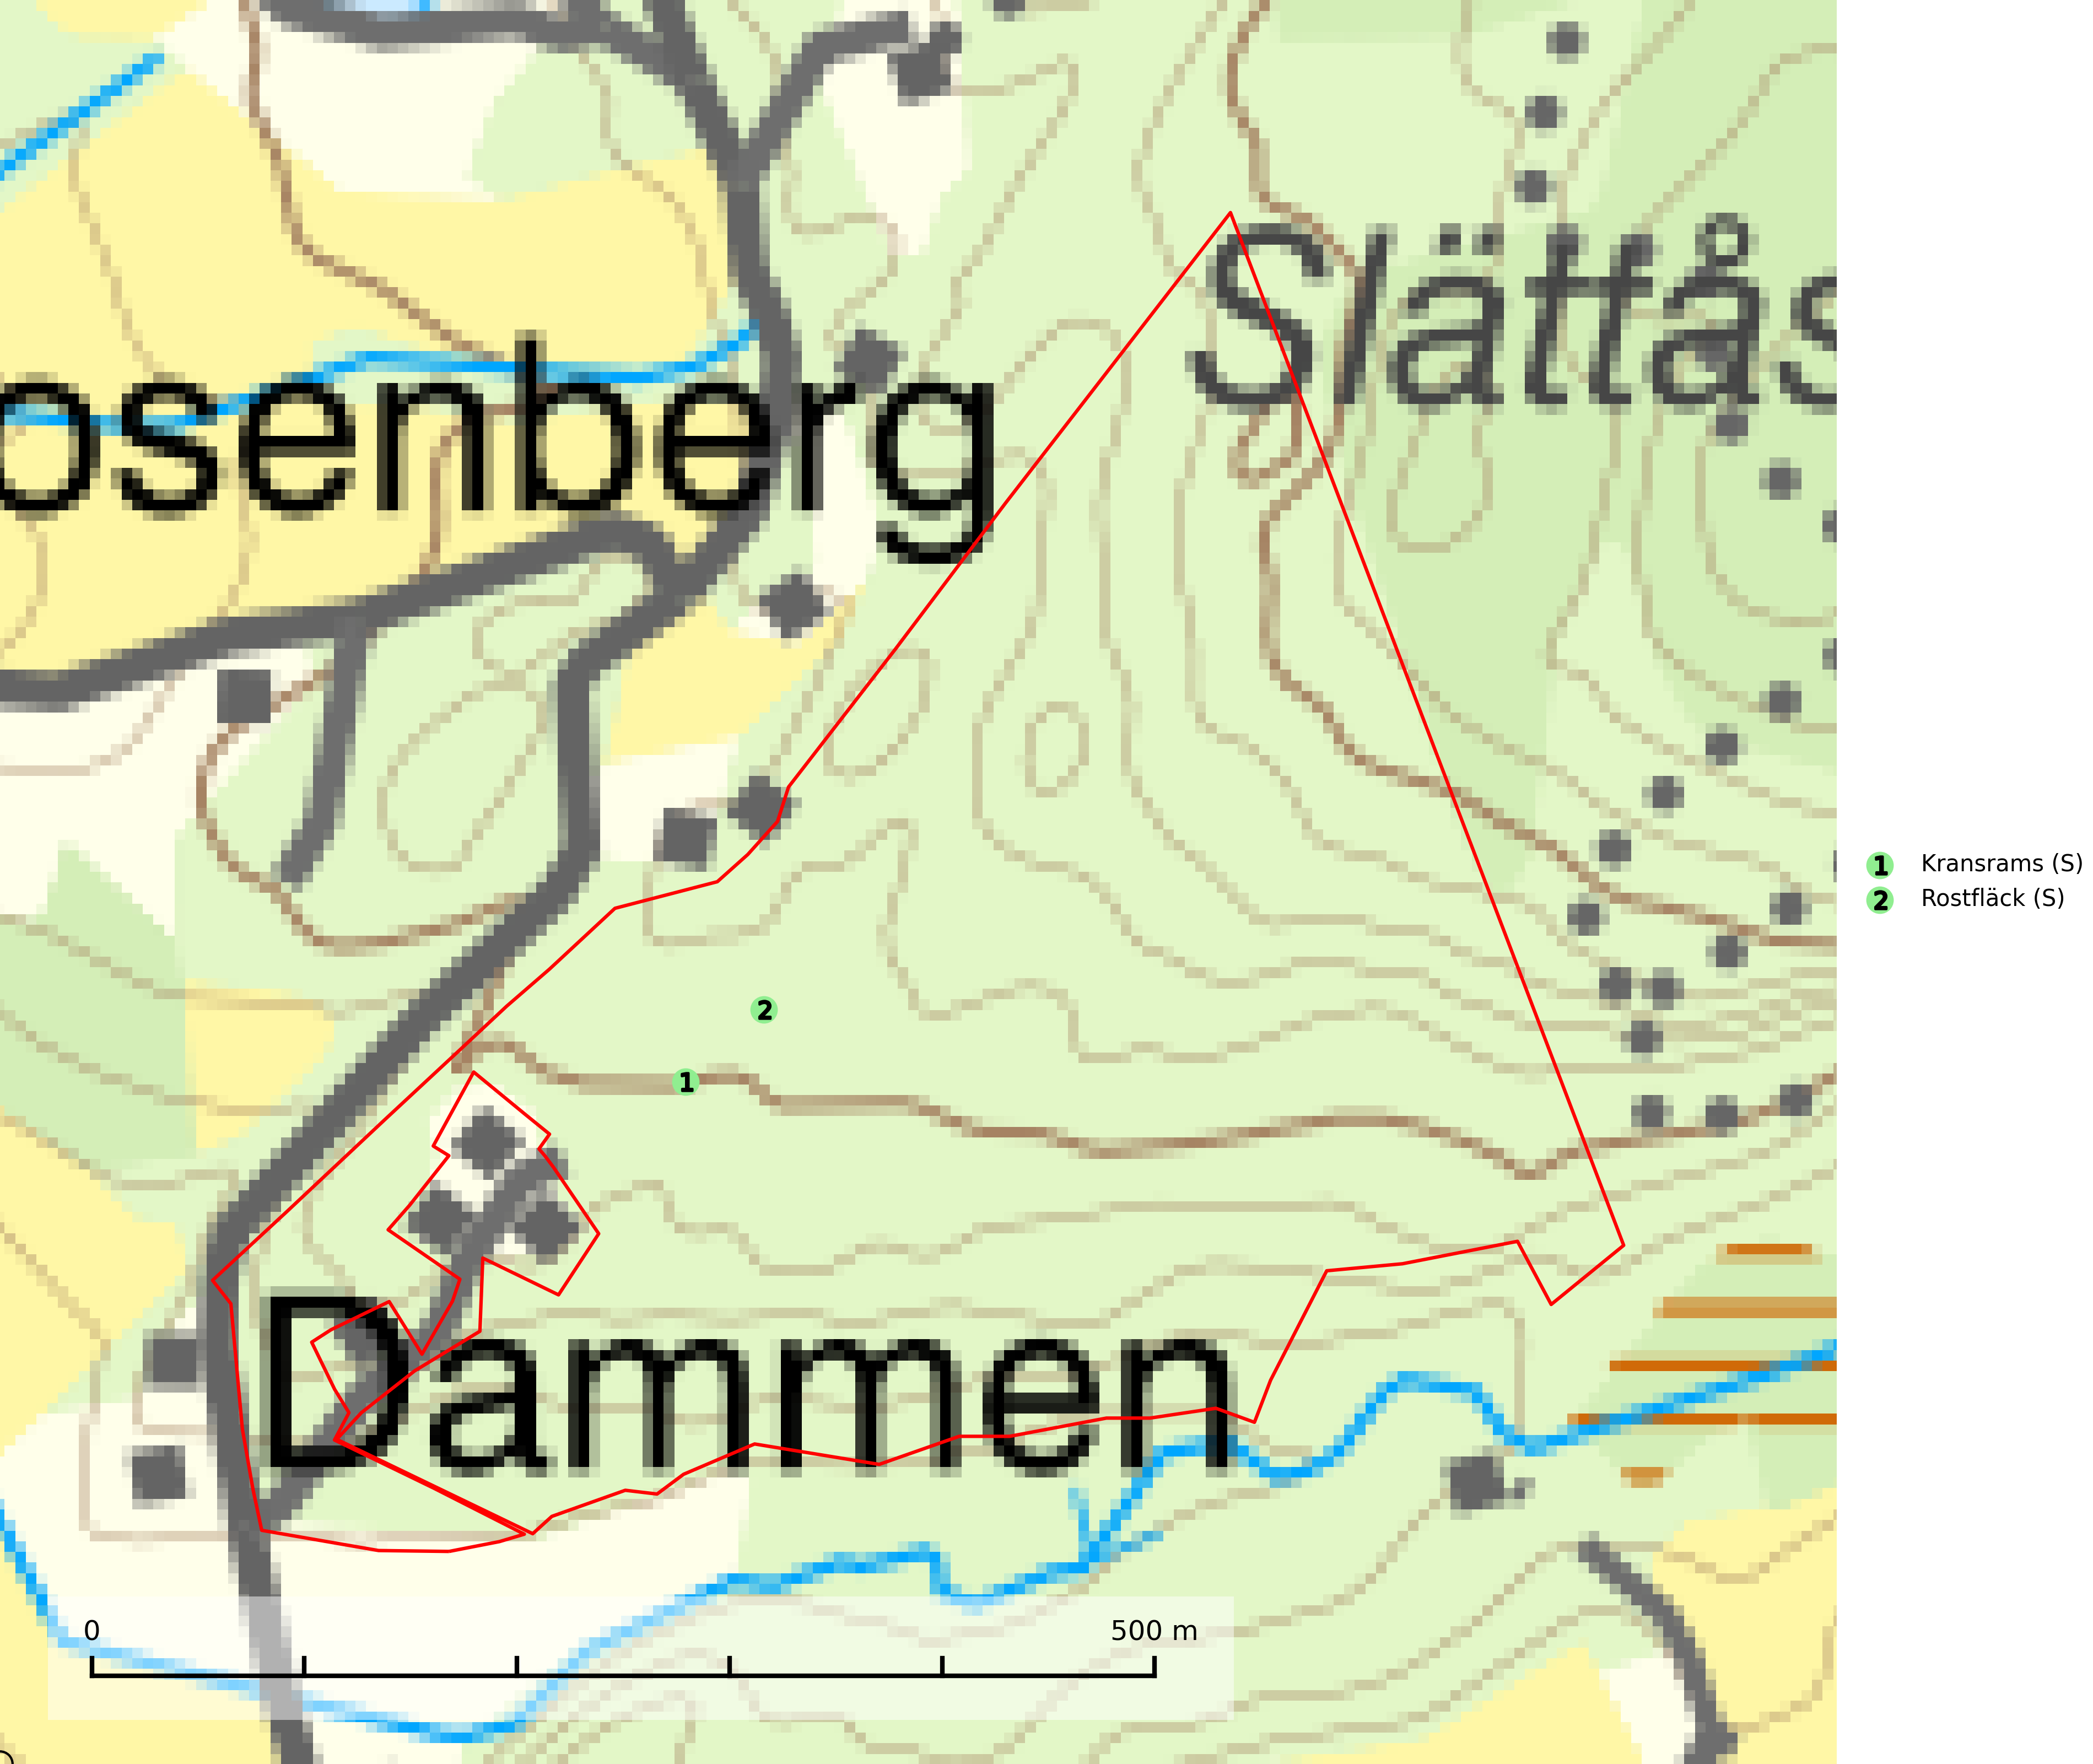 Slättås
osenberg
1 Kransrams (S)
2 Rostfläck (S)
2
1
Dammen
0 500 m